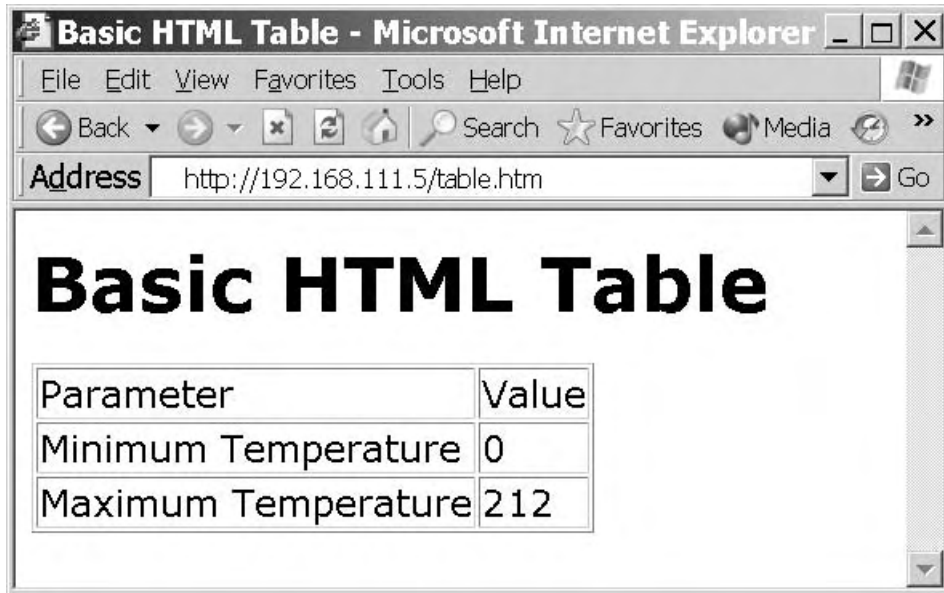 Basic HTML Table - Microsoft Internet Explorer
File Edit View Favorites Tools Help
Back Search Favorites Media »
Address http://192.168.111.5/table.htm Go
Basic HTML Table
Parameter Value
Minimum Temperature 0
Maximum Temperature 212